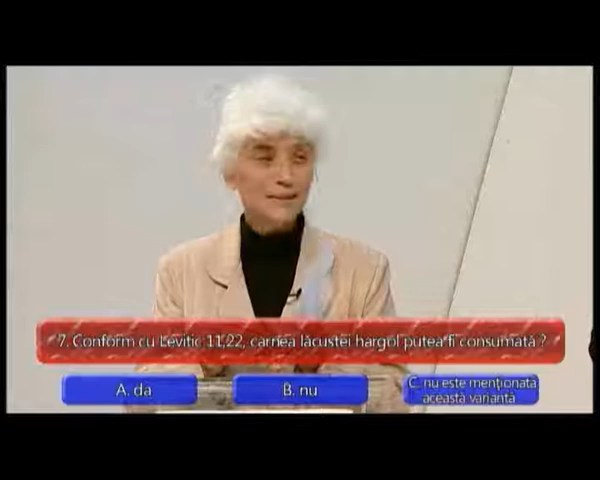 7. Conform cu Levitic 11,22, carnea lăcustei hargol putea fi consumată ?
A. da
B. nu
C. nu este menționată
această variantă